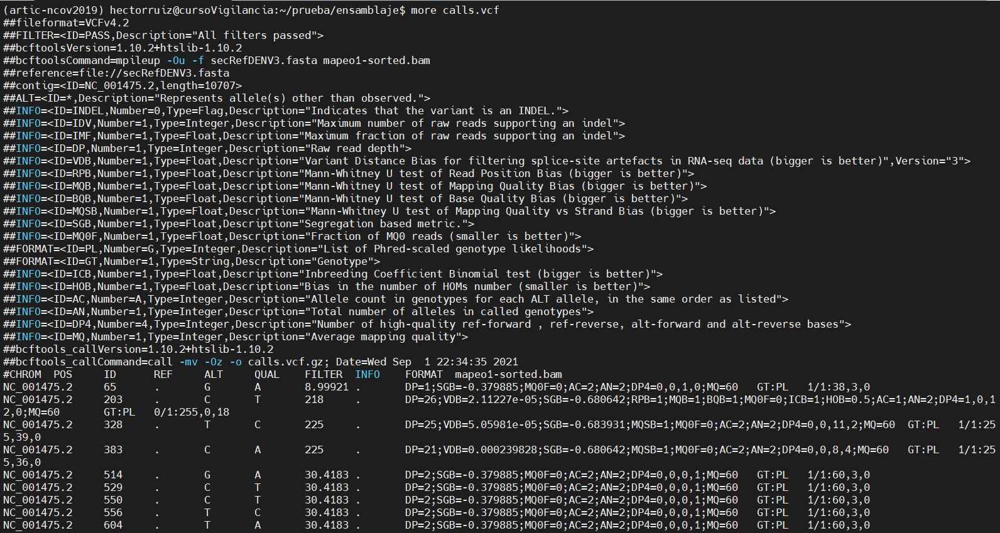 (artic-ncov2019) hectorruiz@cursoVigilancia:~/prueba/ensamblaje$ more calls.vcf
##fileformat=VCFv4.2
##FILTER=<ID=PASS,Description="All filters passed">
##bcftoolsVersion=1.10.2+htslib-1.10.2
##bcftoolsCommand=mpileup -Ou -f secRefDENV3.fasta mapeo1-sorted.bam
##reference=file://secRefDENV3.fasta
##contig=<ID=NC_001475.2,length=10707>
##ALT=<ID=*,Description="Represents allele(s) other than observed.">
##INFO=<ID=INDEL,Number=0,Type=Flag,Description="Indicates that the variant is an INDEL.">
##INFO=<ID=IDV,Number=1,Type=Integer,Description="Maximum number of raw reads supporting an indel">
##INFO=<ID=IMF,Number=1,Type=Float,Description="Maximum fraction of raw reads supporting an indel">
##INFO=<ID=DP,Number=1,Type=Integer,Description="Raw read depth">
##INFO=<ID=VDB,Number=1,Type=Float,Description="Variant Distance Bias for filtering splice-site artefacts in RNA-seq data (bigger is better)",Version="3">
##INFO=<ID=RPB,Number=1,Type=Float,Description="Mann-Whitney U test of Read Position Bias (bigger is better)">
##INFO=<ID=MQB,Number=1,Type=Float,Description="Mann-Whitney U test of Mapping Quality Bias (bigger is better)">
##INFO=<ID=BQB,Number=1,Type=Float,Description="Mann-Whitney U test of Base Quality Bias (bigger is better)">
##INFO=<ID=MQSB,Number=1,Type=Float,Description="Mann-Whitney U test of Mapping Quality vs Strand Bias (bigger is better)">
##INFO=<ID=SGB,Number=1,Type=Float,Description="Segregation based metric.">
##INFO=<ID=MQ0F,Number=1,Type=Float,Description="Fraction of MQ0 reads (smaller is better)">
##FORMAT=<ID=PL,Number=G,Type=Integer,Description="List of Phred-scaled genotype likelihoods">
##FORMAT=<ID=GT,Number=1,Type=String,Description="Genotype">
##INFO=<ID=ICB,Number=1,Type=Float,Description="Inbreeding Coefficient Binomial test (bigger is better)">
##INFO=<ID=HOB,Number=1,Type=Float,Description="Bias in the number of HOMs number (smaller is better)">
##INFO=<ID=AC,Number=A,Type=Integer,Description="Allele count in genotypes for each ALT allele, in the same order as listed">
##INFO=<ID=AN,Number=1,Type=Integer,Description="Total number of alleles in called genotypes">
##INFO=<ID=DP4,Number=4,Type=Integer,Description="Number of high-quality ref-forward , ref-reverse, alt-forward and alt-reverse bases">
##INFO=<ID=MQ,Number=1,Type=Integer,Description="Average mapping quality">
##bcftools_callVersion=1.10.2+htslib-1.10.2
##bcftools_callCommand=call -mv -Oz -o calls.vcf.gz; Date=Wed Sep  1 22:34:35 2021
#CHROM  POS     ID      REF     ALT     QUAL    FILTER  INFO    FORMAT  mapeo1-sorted.bam
NC_001475.2     65      .       G       A       8.99921 .       DP=1;SGB=-0.379885;MQ0F=0;AC=2;AN=2;DP4=0,0,1,0;MQ=60   GT:PL   1/1:38,3,0
NC_001475.2     203     .       C       T       218     .       DP=26;VDB=2.11227e-05;SGB=-0.680642;RPB=1;MQB=1;BQB=1;MQ0F=0;ICB=1;HOB=0.5;AC=1;AN=2;DP4=1,0,1
2,0;MQ=60       GT:PL   0/1:255,0,18
NC_001475.2     328     .       T       C       225     .       DP=25;VDB=5.05981e-05;SGB=-0.683931;MQSB=1;MQ0F=0;AC=2;AN=2;DP4=0,0,11,2;MQ=60  GT:PL   1/1:25
5,39,0
NC_001475.2     383     .       C       A       225     .       DP=21;VDB=0.000239828;SGB=-0.680642;MQSB=1;MQ0F=0;AC=2;AN=2;DP4=0,0,8,4;MQ=60   GT:PL   1/1:25
5,36,0
NC_001475.2     514     .       G       A       30.4183 .       DP=2;SGB=-0.379885;MQ0F=0;AC=2;AN=2;DP4=0,0,0,1;MQ=60   GT:PL   1/1:60,3,0
NC_001475.2     529     .       C       T       30.4183 .       DP=2;SGB=-0.379885;MQ0F=0;AC=2;AN=2;DP4=0,0,0,1;MQ=60   GT:PL   1/1:60,3,0
NC_001475.2     550     .       C       T       30.4183 .       DP=2;SGB=-0.379885;MQ0F=0;AC=2;AN=2;DP4=0,0,0,1;MQ=60   GT:PL   1/1:60,3,0
NC_001475.2     556     .       T       C       30.4183 .       DP=2;SGB=-0.379885;MQ0F=0;AC=2;AN=2;DP4=0,0,0,1;MQ=60   GT:PL   1/1:60,3,0
NC_001475.2     604     .       T       A       30.4183 .       DP=2;SGB=-0.379885;MQ0F=0;AC=2;AN=2;DP4=0,0,0,1;MQ=60   GT:PL   1/1:60,3,0